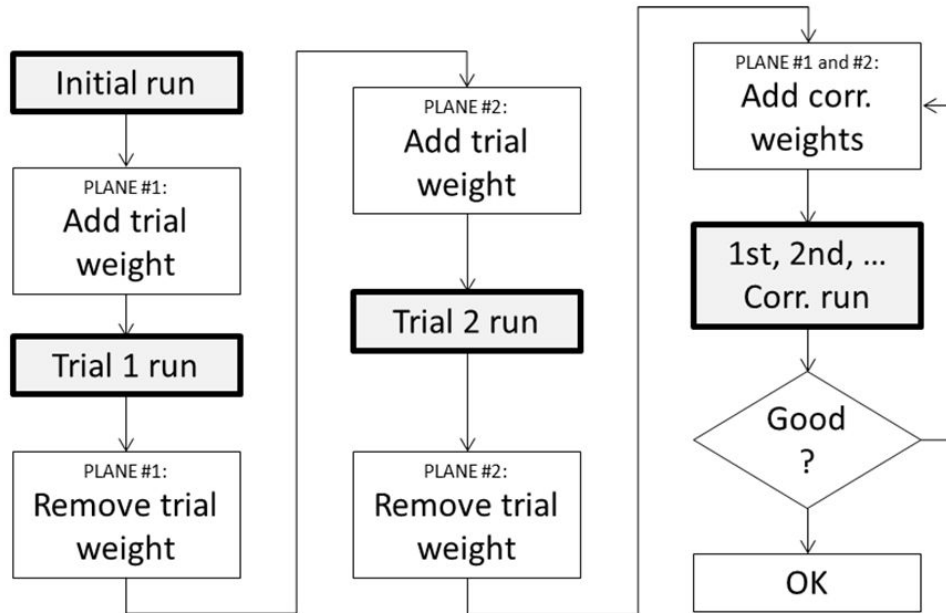 Initial run
PLANE #1:
Add trial
weight
Trial 1 run
PLANE #1:
Remove trial
weight
PLANE #2:
Add trial
weight
Trial 2 run
PLANE #2:
Remove trial
weight
PLANE #1 and #2:
Add corr.
weights
1st, 2nd, ...
Corr. run
Good
?
OK